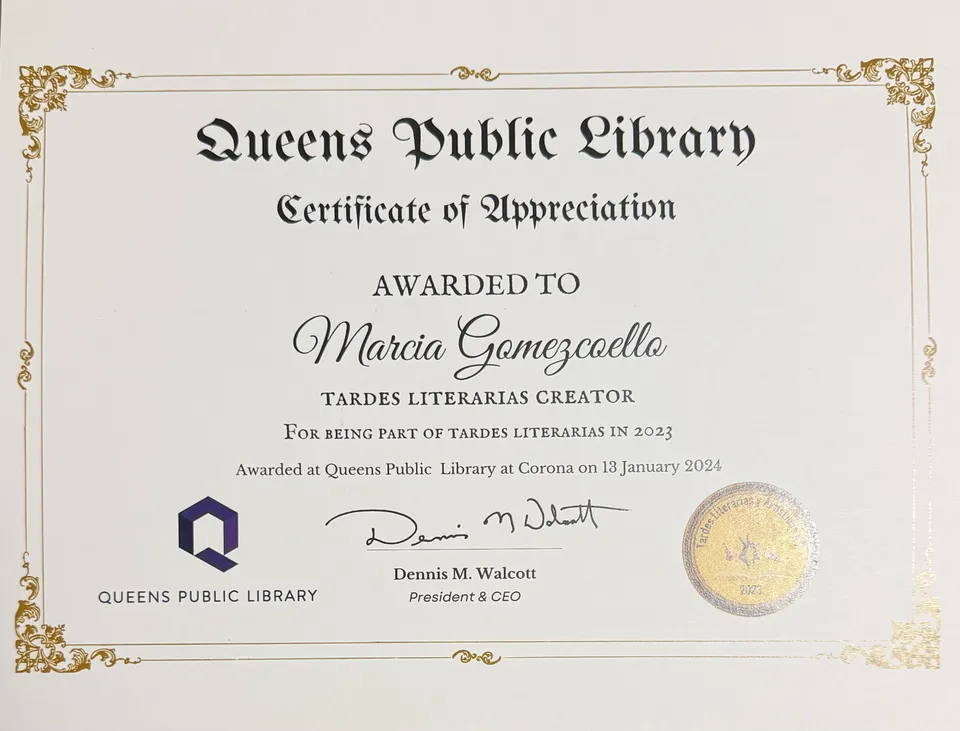 Queens Public Library
Certificate of Appreciation
AWARDED TO
Marcia Gomezcoello
TARDES LITERARIAS CREATOR
FOR BEING PART OF TARDES LITERARIAS IN 2023
Awarded at Queens Public Library at Corona on 13 January 2024
Dennis M Walcott
Dennis M. Walcott
President & CEO
QUEENS PUBLIC LIBRARY
Tardes Literarias y
2023